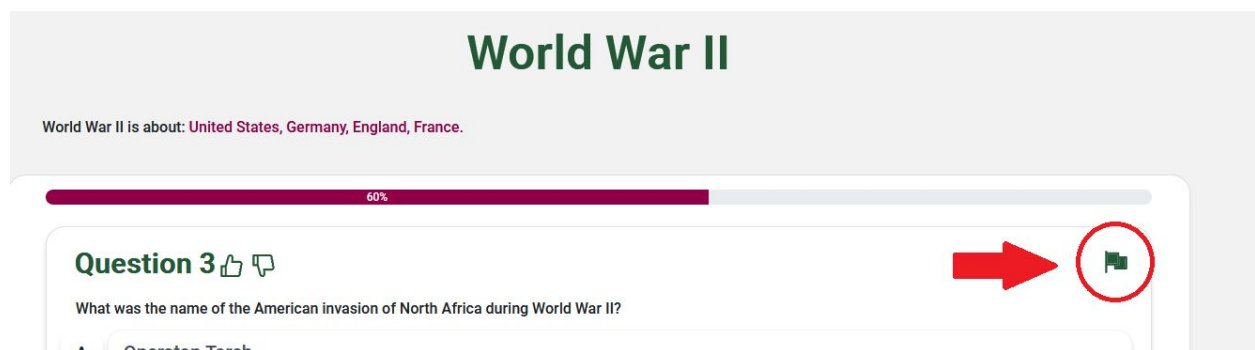 World War II
World War II is about: United States, Germany, England, France.
60%
Question 3
What was the name of the American invasion of North Africa during World War II?